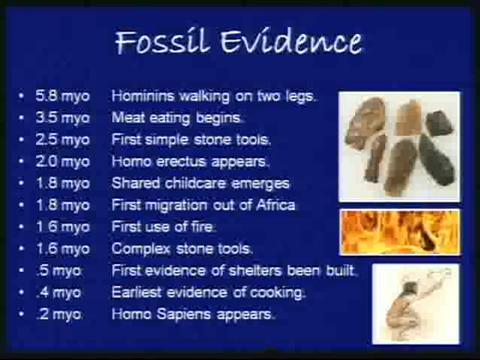 Fossil Evidence
• 5.8 myo Hominins walking on two legs.
• 3.5 myo Meat eating begins.
• 2.5 myo First simple stone tools.
• 2.0 myo Homo erectus appears.
• 1.8 myo Shared childcare emerges
• 1.8 myo First migration out of Africa
• 1.6 myo First use of fire.
• 1.6 myo Complex stone tools.
• .5 myo First evidence of shelters been built.
• .4 myo Earliest evidence of cooking.
• .2 myo Homo Sapiens appears.